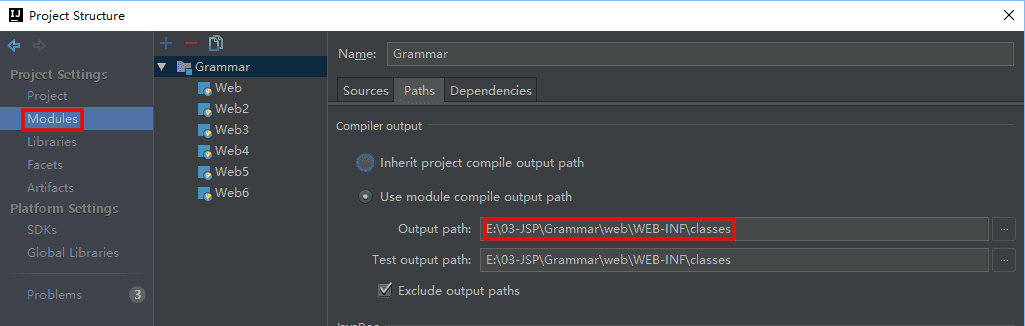 Project Structure
Project Settings
Project
Modules
Libraries
Facets
Artifacts
Platform Settings
SDKs
Global Libraries
Problems 3
Grammar
Web
Web2
Web3
Web4
Web5
Web6
Name: Grammar
Sources Paths Dependencies
Compiler output
Inherit project compile output path
Use module compile output path
Output path: E:\03-JSP\Grammar\web\WEB-INF\classes ...
Test output path: E:\03-JSP\Grammar\web\WEB-INF\classes ...
Exclude output paths
JavaDoc